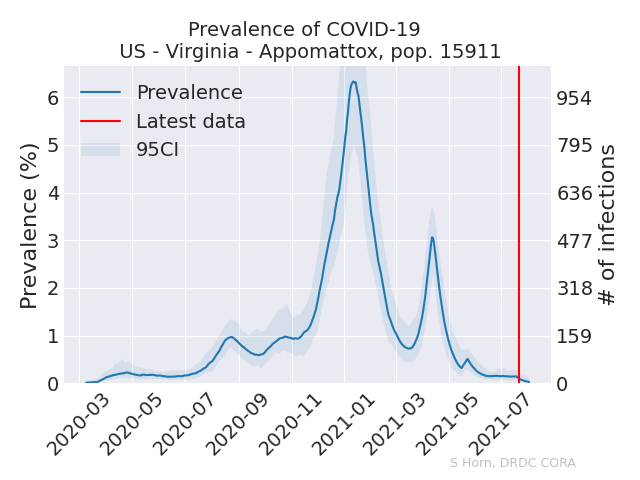 Prevalence of COVID-19
US - Virginia - Appomattox, pop. 15911
Prevalence
Latest data
95CI
Prevalence (%)
6
5
4
3
2
1
0
954
795
636
477
318
159
0
# of infections
2020-03
2020-05
2020-07
2020-09
2020-11
2021-01
2021-03
2021-05
2021-07
S Horn, DRDC CORA